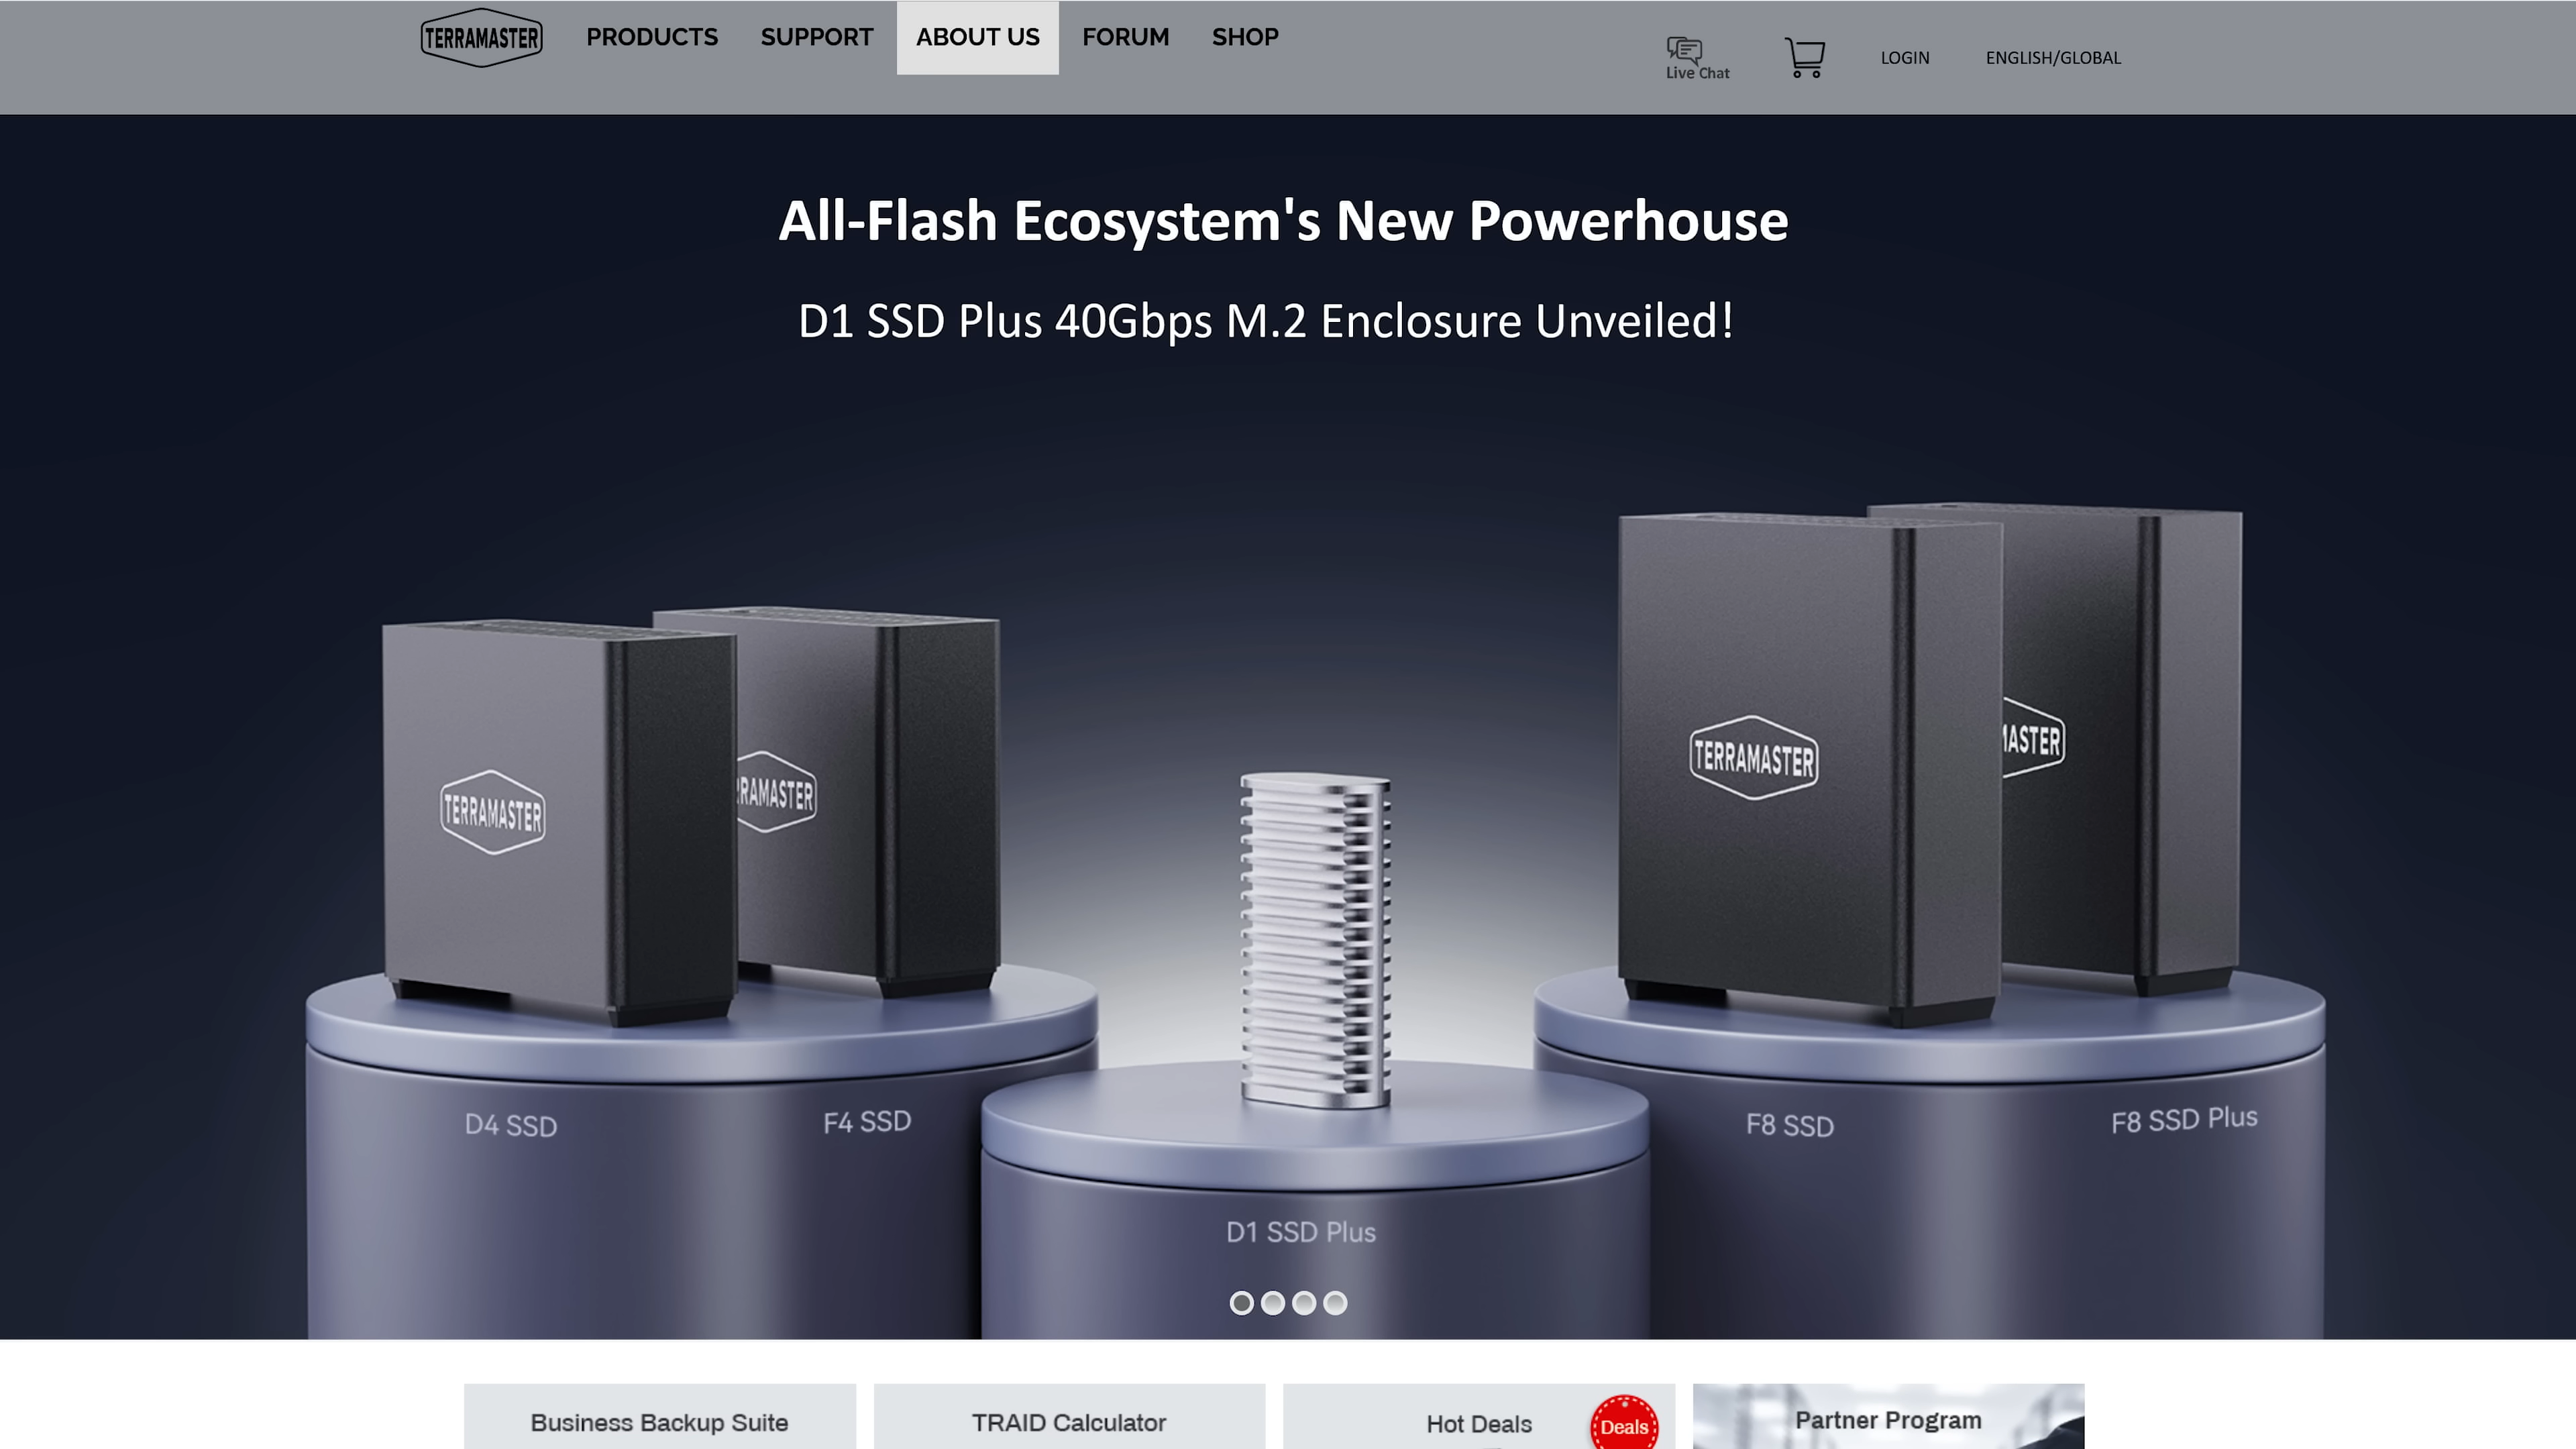 TERRAMASTER PRODUCTS SUPPORT ABOUT US FORUM SHOP
Live Chat LOGIN ENGLISH/GLOBAL
All-Flash Ecosystem's New Powerhouse
D1 SSD Plus 40Gbps M.2 Enclosure Unveiled!
TERRAMASTER
RAMASTER
TERRAMASTER
MASTER
D4 SSD
F4 SSD
F8 SSD
F8 SSD Plus
D1 SSD Plus
Business Backup Suite
TRAID Calculator
Hot Deals
Deals
Partner Program